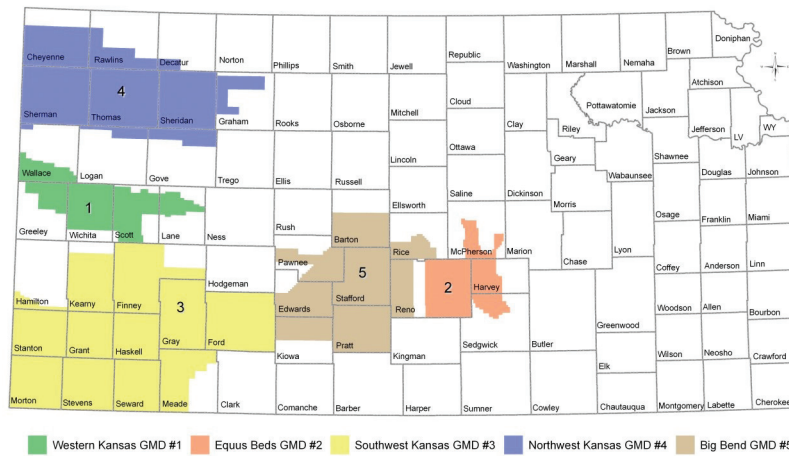 Doniphan
Brown
Republic
Cheyenne
Rawlins
Decatur
Norton
Phillips
Smith
Jewell
Washington
Marshall
Nemaha
Atchison
4
Cloud
Pottawatomie
Jackson
Sherman
Thomas
Sheridan
Graham
Rooks
Osborne
Mitchell
Clay
Riley
Jefferson
LV
WY
Ottawa
Geary
Shawnee
Wallace
Logan
Gove
Trego
Ellis
Russell
Lincoln
Wabaunsee
Douglas
Johnson
Saline
Dickinson
Ellsworth
Morris
1
Osage
Franklin
Miami
Greeley
Wichita
Scott
Lane
Ness
Rush
Barton
Rice
McPherson
Marion
Lyon
Chase
Pawnee
5
Coffey
Anderson
Linn
Hodgeman
Hamilton
Kearny
Finney
3
Edwards
Stafford
Reno
2
Harvey
Woodson
Allen
Bourbon
Gray
Ford
Greenwood
Stanton
Grant
Haskell
Kiowa
Pratt
Kingman
Sedgwick
Butler
Wilson
Neosho
Crawford
Elk
Morton
Stevens
Seward
Meade
Clark
Comanche
Barber
Harper
Sumner
Cowley
Chautauqua
Montgomery
Labette
Cherokee
Western Kansas GMD #1
Equus Beds GMD #2
Southwest Kansas GMD #3
Northwest Kansas GMD #4
Big Bend GMD #5